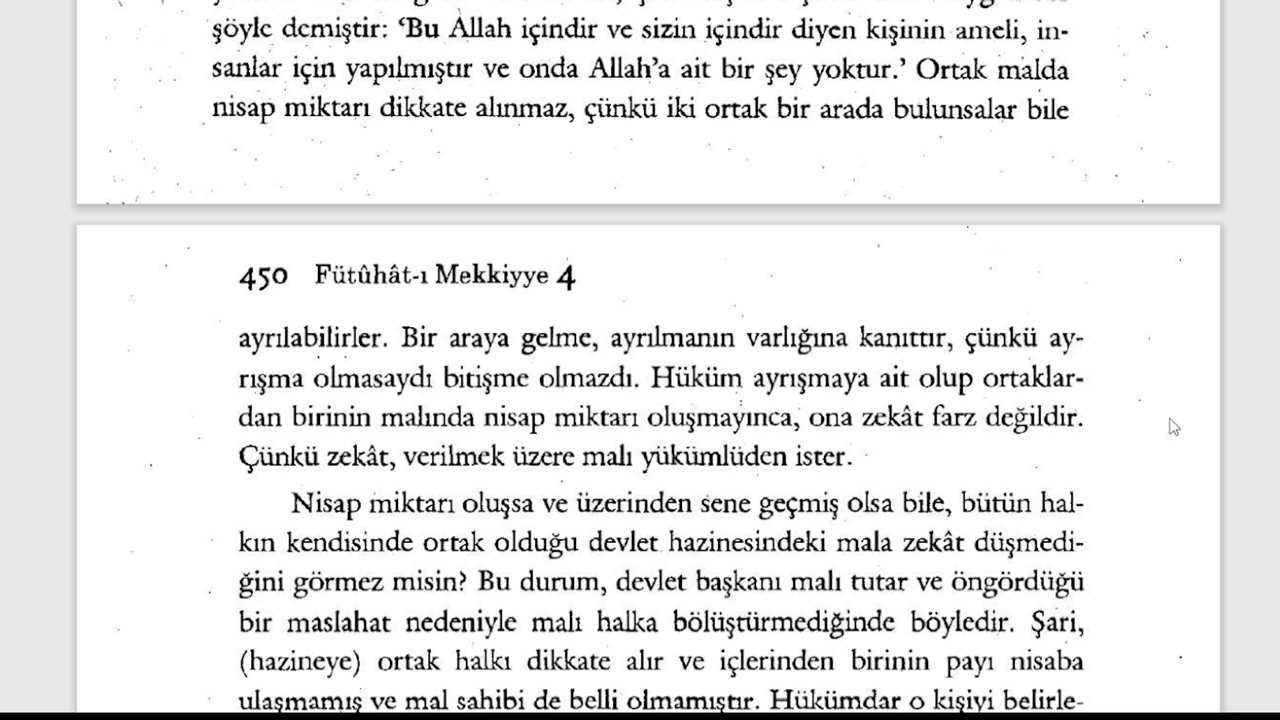 şöyle demiştir: ‘Bu Allah içindir ve sizin içindir diyen kişinin ameli, in-
sanlar için yapılmıştır ve onda Allah’a ait bir şey yoktur.’ Ortak malda
nisap miktarı dikkate alınmaz, çünkü iki ortak bir arada bulunsalar bile
450 Fütûhât-ı Mekkiyye 4
ayrılabilirler. Bir araya gelme, ayrılmanın varlığına kanıttır, çünkü ay-
rışma olmasaydı bitişme olmazdı. Hüküm ayrışmaya ait olup ortaklar-
dan birinin malında nisap miktarı oluşmayınca, ona zekât farz değildir.
Çünkü zekât, verilmek üzere malı yükümlüden ister.
Nisap miktarı oluşsa ve üzerinden sene geçmiş olsa bile, bütün hal-
kın kendisinde ortak olduğu devlet hazinesindeki mala zekât düşmedi-
ğini görmez misin? Bu durum, devlet başkanı malı tutar ve öngördüğü
bir maslahat nedeniyle malı halka bölüştürmediğinde böyledir. Şari,
(hazineye) ortak halkı dikkate alır ve içlerinden birinin payı nisaba
ulaşmamış ve mal sahibi de belli olmamıştır. Hükümdar o kişiyi belirle-